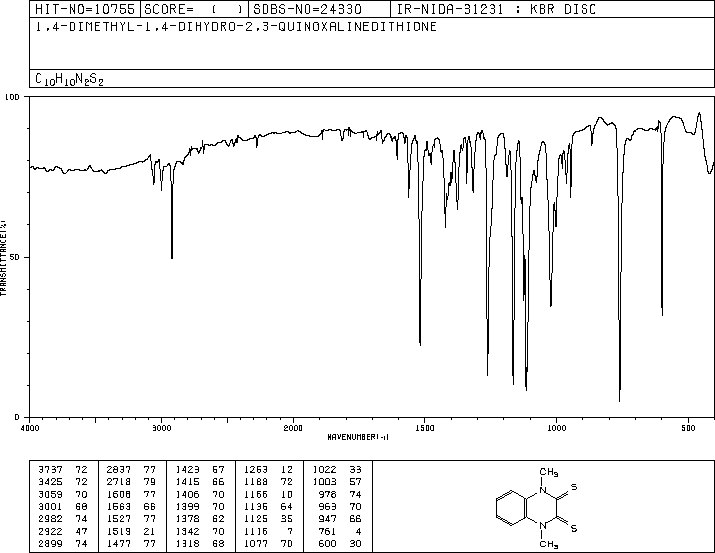 HIT-NO=10755 SCORE= ( ) SDBS-NO=24330 IR-NIDA-31231 : KBR DISC
1,4-DIMETHYL-1,4-DIHYDRO-2,3-QUINOXALINEDITHIONE
C10H10N2S2
100
50
0
TRANSMITTANCE(%)
4000 3000 2000 1500 1000 500
WAVENUMBER(-1)
3737 72 2837 77 1423 67 1263 12 1022 33
3425 72 2718 79 1415 66 1188 72 1003 57
3059 70 1608 77 1406 70 1166 10 978 74
3001 68 1563 66 1399 70 1136 64 963 70
2982 74 1527 77 1378 62 1125 35 947 66
2922 47 1519 21 1342 70 1116 7 761 4
2899 74 1477 77 1318 68 1077 70 600 30
CH3
N
S
S
N
CH3